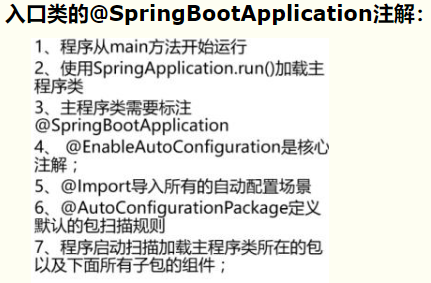 入口类的@SpringBootApplication注解：
1、程序从main方法开始运行
2、使用SpringApplication.run()加载主
程序类
3、主程序类需要标注
@SpringBootApplication
4、 @EnableAutoConfiguration是核心
注解；
5、@Import导入所有的自动配置场景
6、@AutoConfigurationPackage定义
默认的包扫描规则
7、程序启动扫描加载主程序类所在的包
以及下面所有子包的组件；